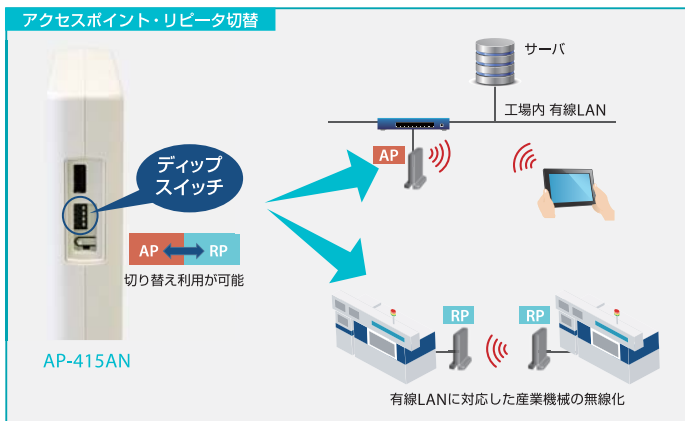 アクセスポイント・リピータ切替
サーバ
工場内 有線LAN
AP
ディップ
スイッチ
AP RP
切り替え利用が可能
AP-415AN
RP
RP
有線LANに対応した産業機械の無線化